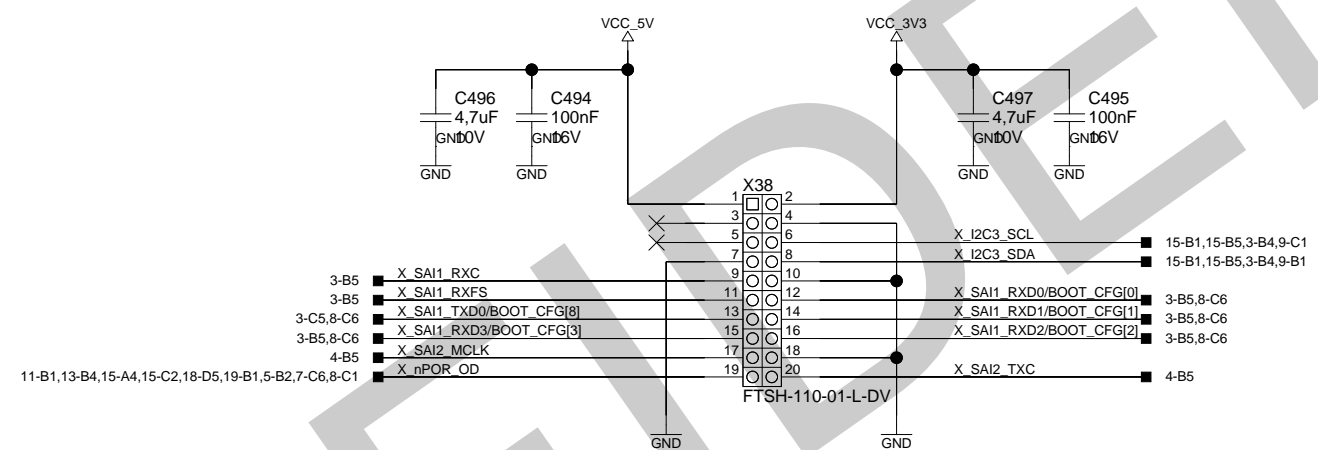 VCC_5V
VCC_3V3
C496
4,7uF
10V
GND
GND
C494
100nF
16V
GND
GND
C497
4,7uF
10V
GND
GND
C495
100nF
16V
GND
GND
X38
1 2
3 4
5 6 X_I2C3_SCL 15-B1,15-B5,3-B4,9-C1
7 8 X_I2C3_SDA 15-B1,15-B5,3-B4,9-B1
3-B5 X_SAI1_RXC 9 10
3-B5 X_SAI1_RXFS 11 12 X_SAI1_RXD0/BOOT_CFG[0] 3-B5,8-C6
3-C5,8-C6 X_SAI1_TXD0/BOOT_CFG[8] 13 14 X_SAI1_RXD1/BOOT_CFG[1] 3-B5,8-C6
3-B5,8-C6 X_SAI1_RXD3/BOOT_CFG[3] 15 16 X_SAI1_RXD2/BOOT_CFG[2] 3-B5,8-C6
4-B5 X_SAI2_MCLK 17 18
11-B1,13-B4,15-A4,15-C2,18-D5,19-B1,5-B2,7-C6,8-C1 X_nPOR_OD 19 20 X_SAI2_TXC 4-B5
FTSH-110-01-L-DV
GND
GND